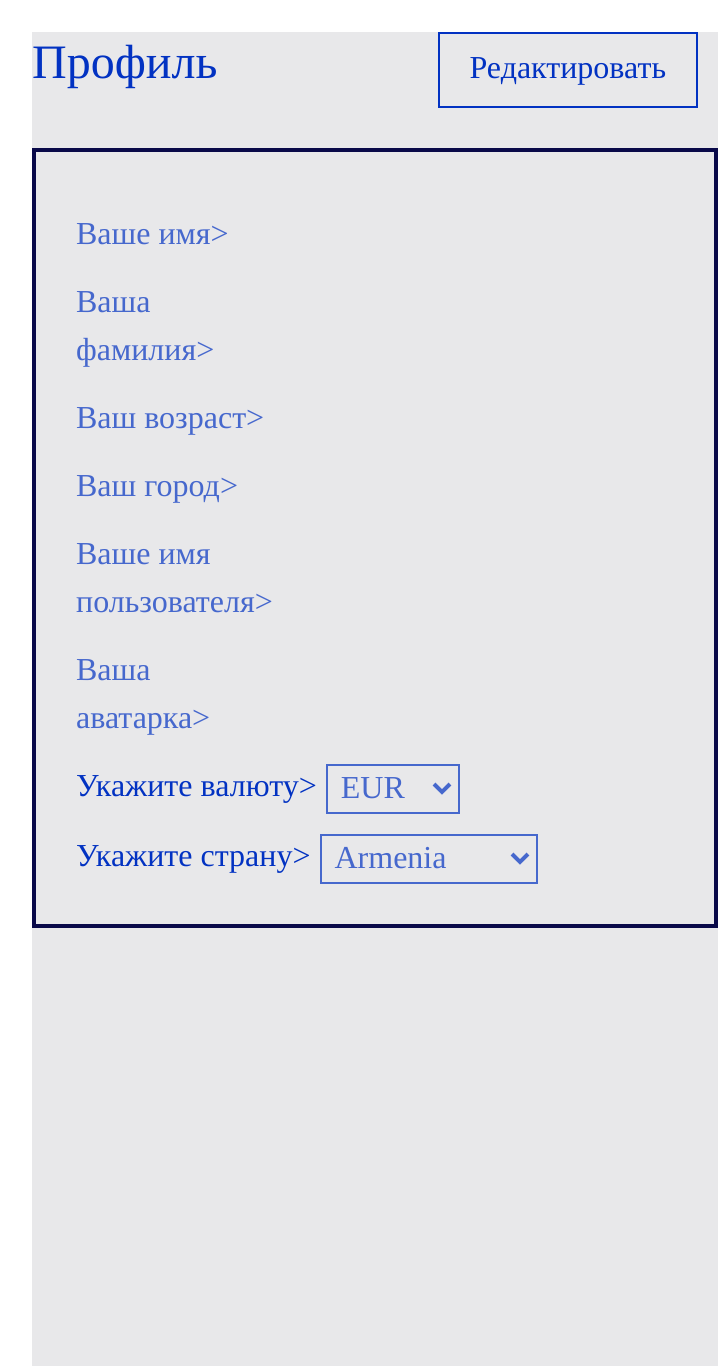 Профиль
Редактировать
Ваше имя>
Ваша
фамилия>
Ваш возраст>
Ваш город>
Ваше имя
пользователя>
Ваша
аватарка>
Укажите валюту> EUR
Укажите страну> Armenia